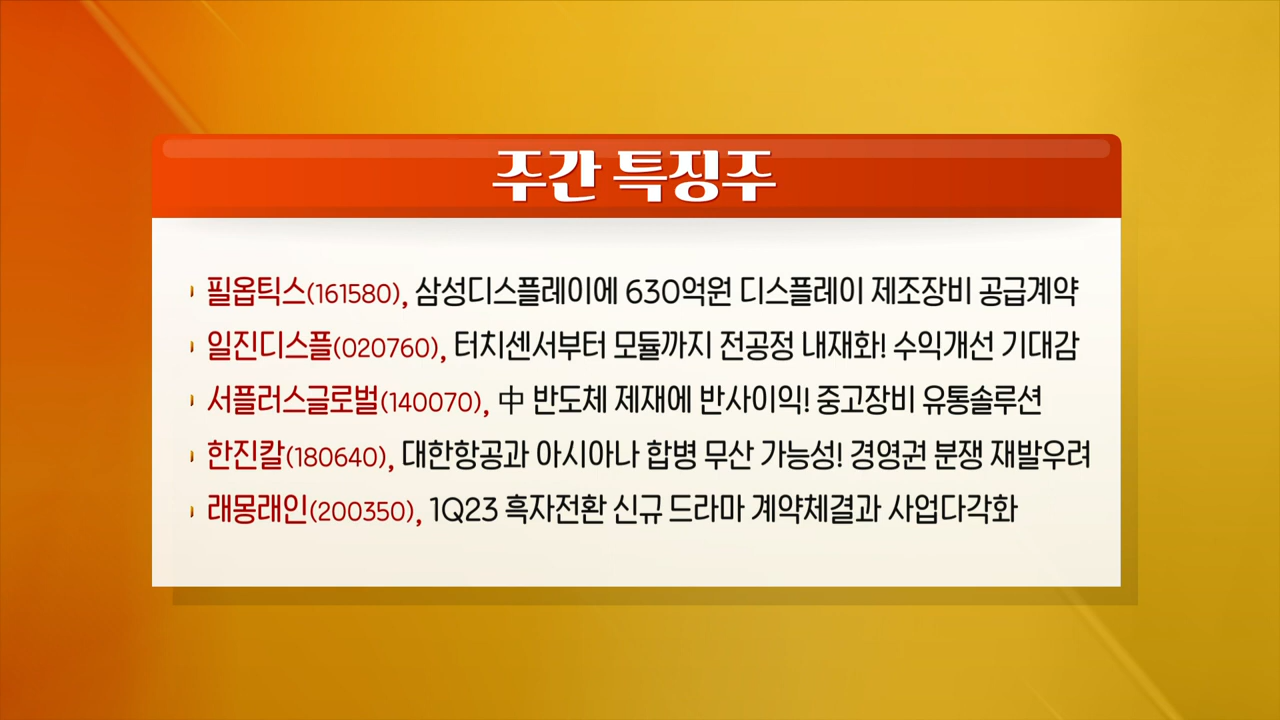 주간 특징주
필옵틱스(161580), 삼성디스플레이에 630억원 디스플레이 제조장비 공급계약
일진디스플(020760), 터치센서부터 모듈까지 전공정 내재화! 수익개선 기대감
서플러스글로벌(140070), 中 반도체 제재에 반사이익! 중고장비 유통솔루션
한진칼(180640), 대한항공과 아시아나 합병 무산 가능성! 경영권 분쟁 재발우려
래몽래인(200350), 1Q23 흑자전환 신규 드라마 계약체결과 사업다각화